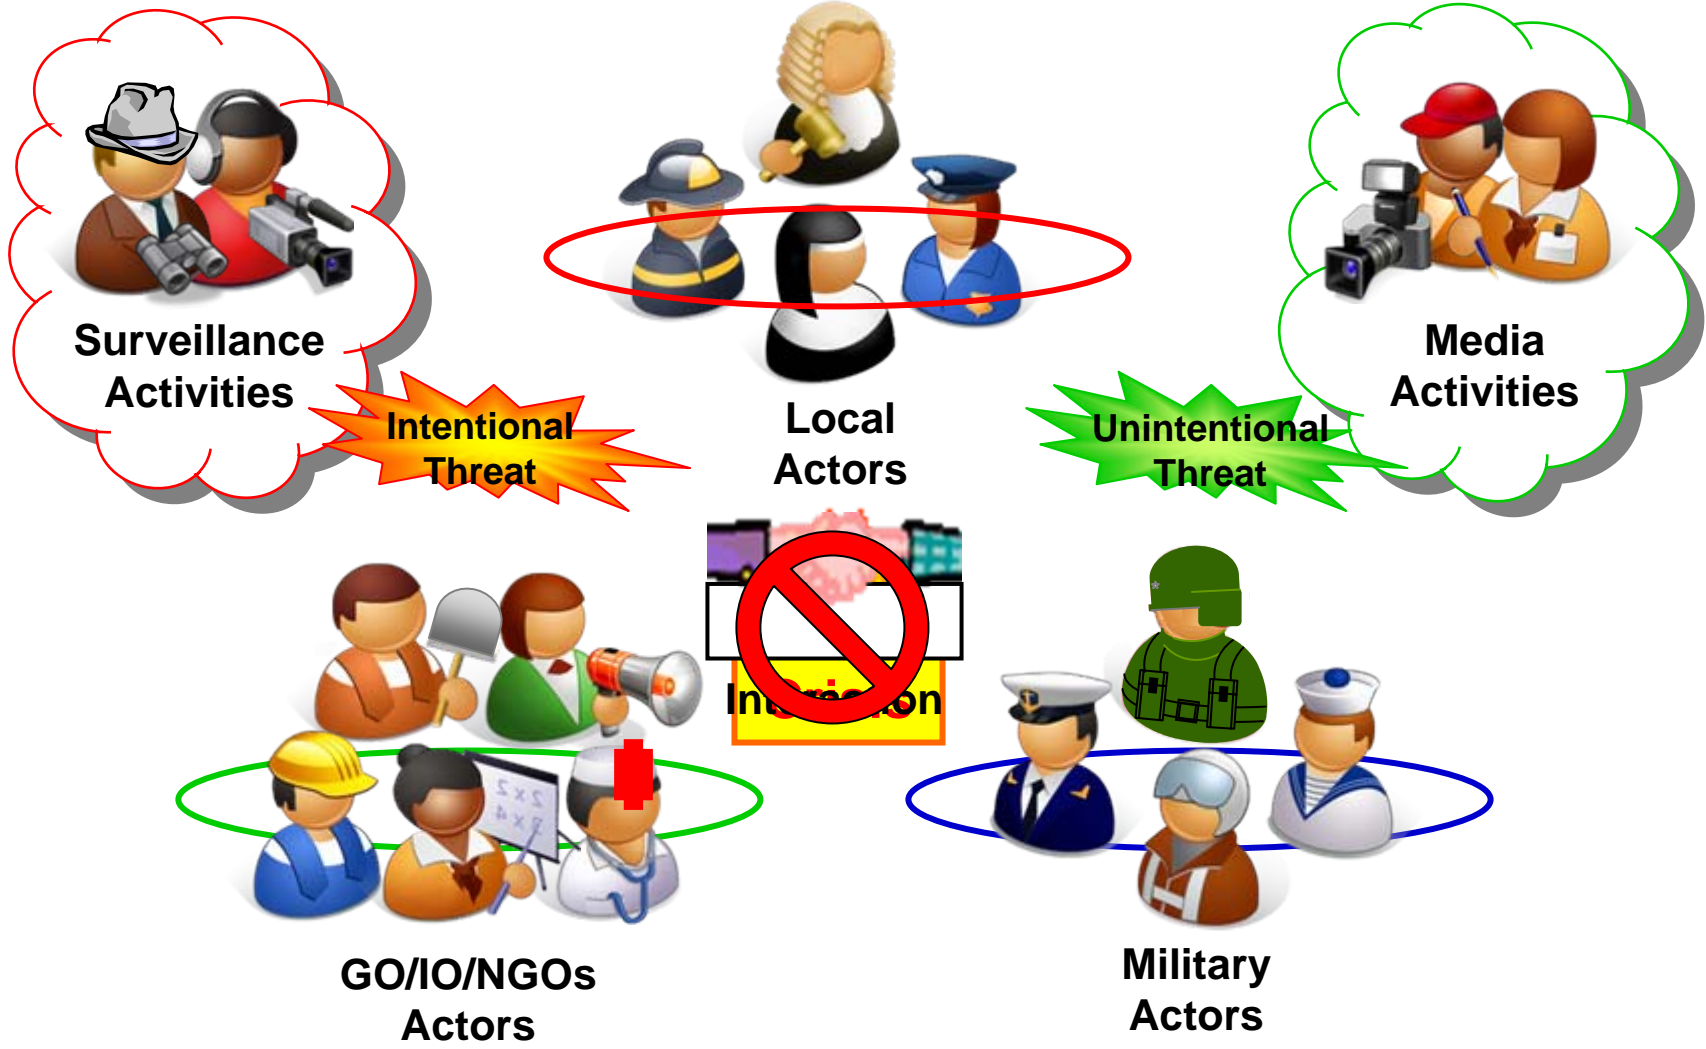 Surveillance
Activities
Intentional
Threat
Local
Actors
Media
Activities
Unintentional
Threat
GO/IO/NGOs
Actors
Military
Actors